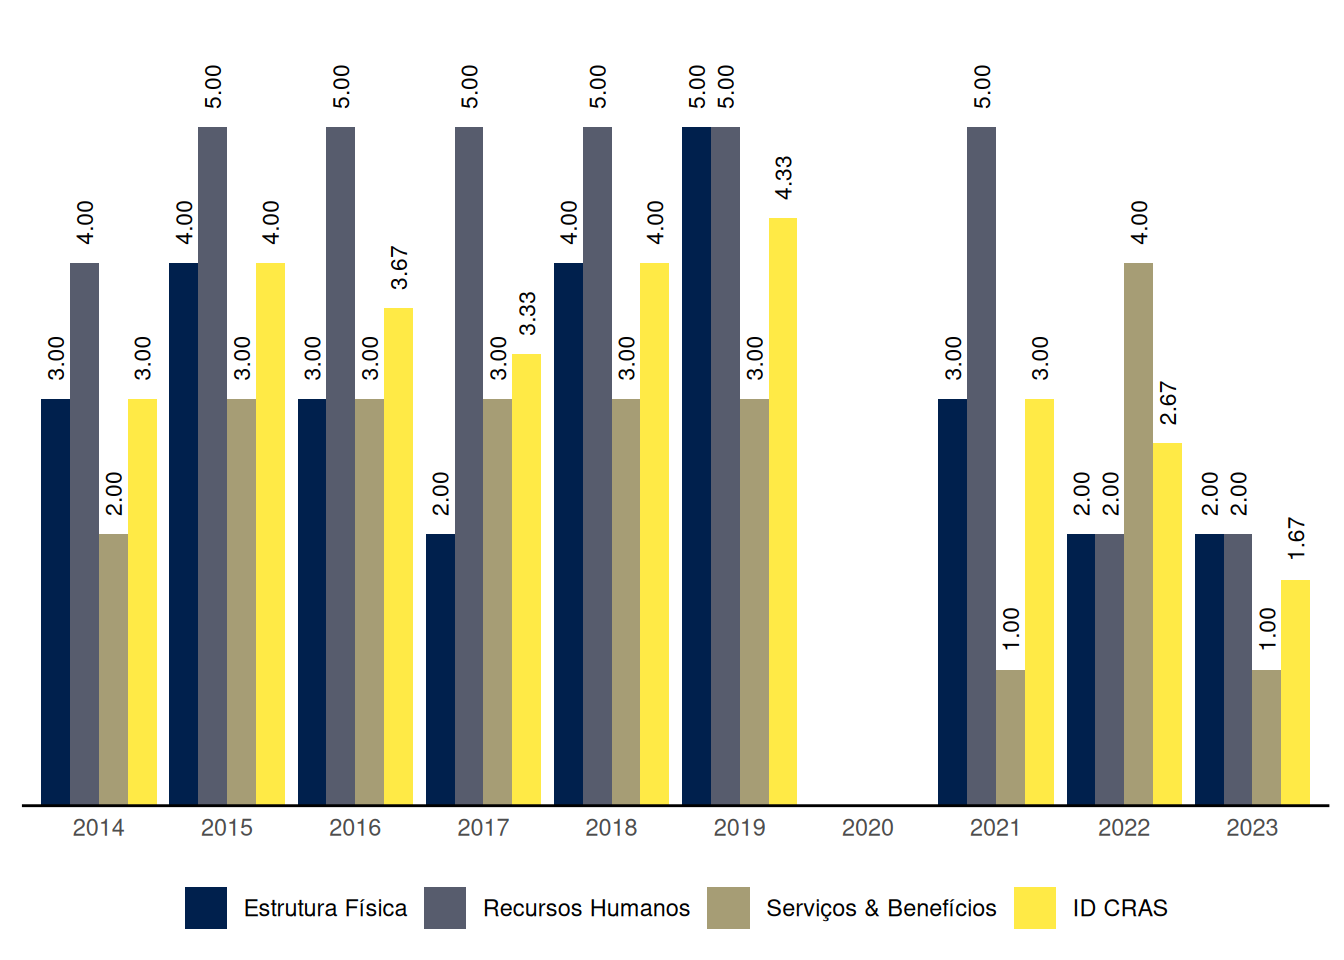 3.00 4.00 2.00 3.00
4.00 5.00 3.00 4.00
3.00 5.00 3.00 3.67
2.00 5.00 3.00 3.33
4.00 5.00 3.00 4.00
5.00 5.00 3.00 4.33
3.00 5.00 1.00 3.00
2.00 2.00 4.00 2.67
2.00 2.00 1.00 1.67
2014 2015 2016 2017 2018 2019 2020 2021 2022 2023
Estrutura Física Recursos Humanos Serviços & Benefícios ID CRAS